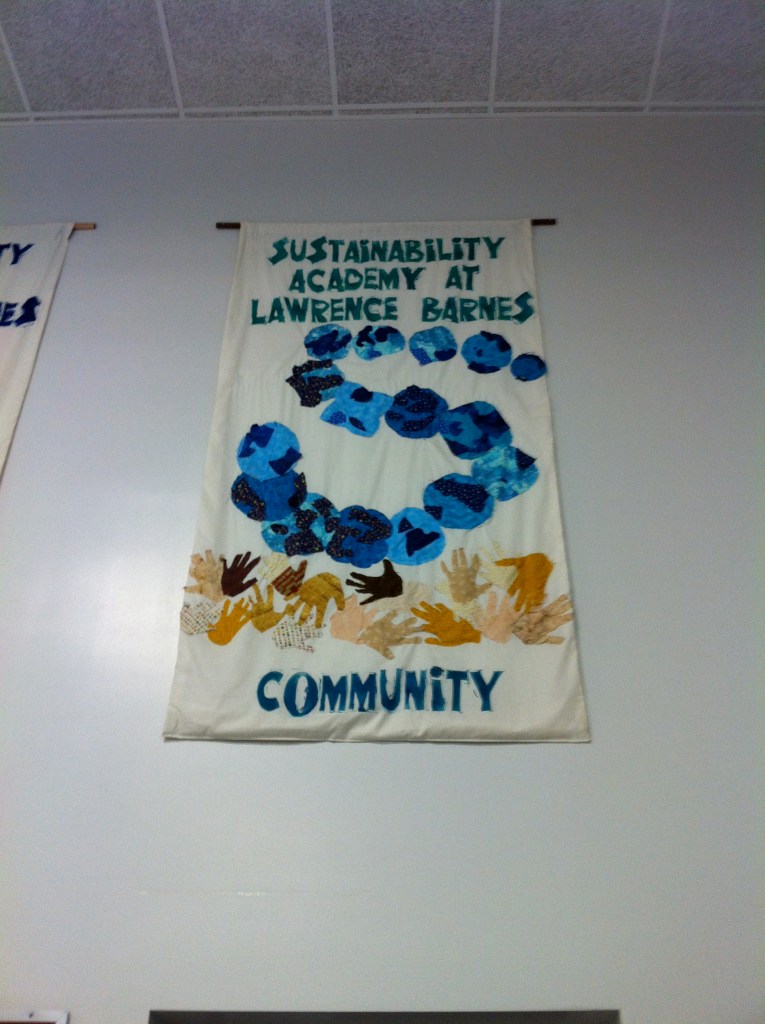 SUSTAINABILITY
ACADEMY AT
LAWRENCE BARNES
S
COMMUNITY